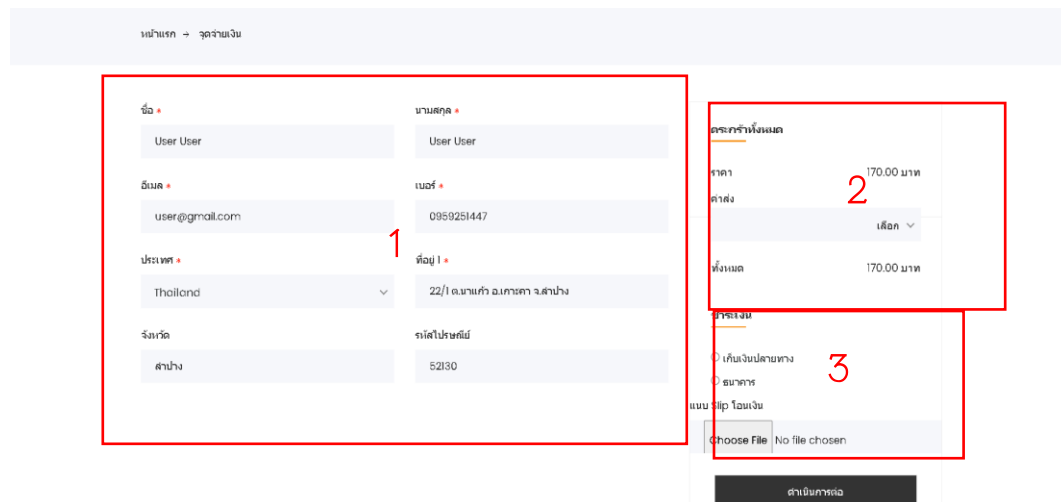 หน้าแรก → จุดจ่ายเงิน
ชื่อ *
นามสกุล *
User User
User User
อีเมล *
เบอร์ *
user@gmail.com
0959251447
1
ประเทศ *
ที่อยู่ 1 *
Thailand
22/1 ต.นาแก้ว อ.เกาะคา จ.ลำปาง
จังหวัด
รหัสไปรษณีย์
ลำปาง
52130
ตระกร้าทั้งหมด
ราคา
170.00 บาท
2
ค่าส่ง
เลือก
ทั้งหมด
170.00 บาท
ชำระเงิน
เก็บเงินปลายทาง
3
ธนาคาร
แนบ Slip โอนเงิน
Choose File No file chosen
ดำเนินการต่อ